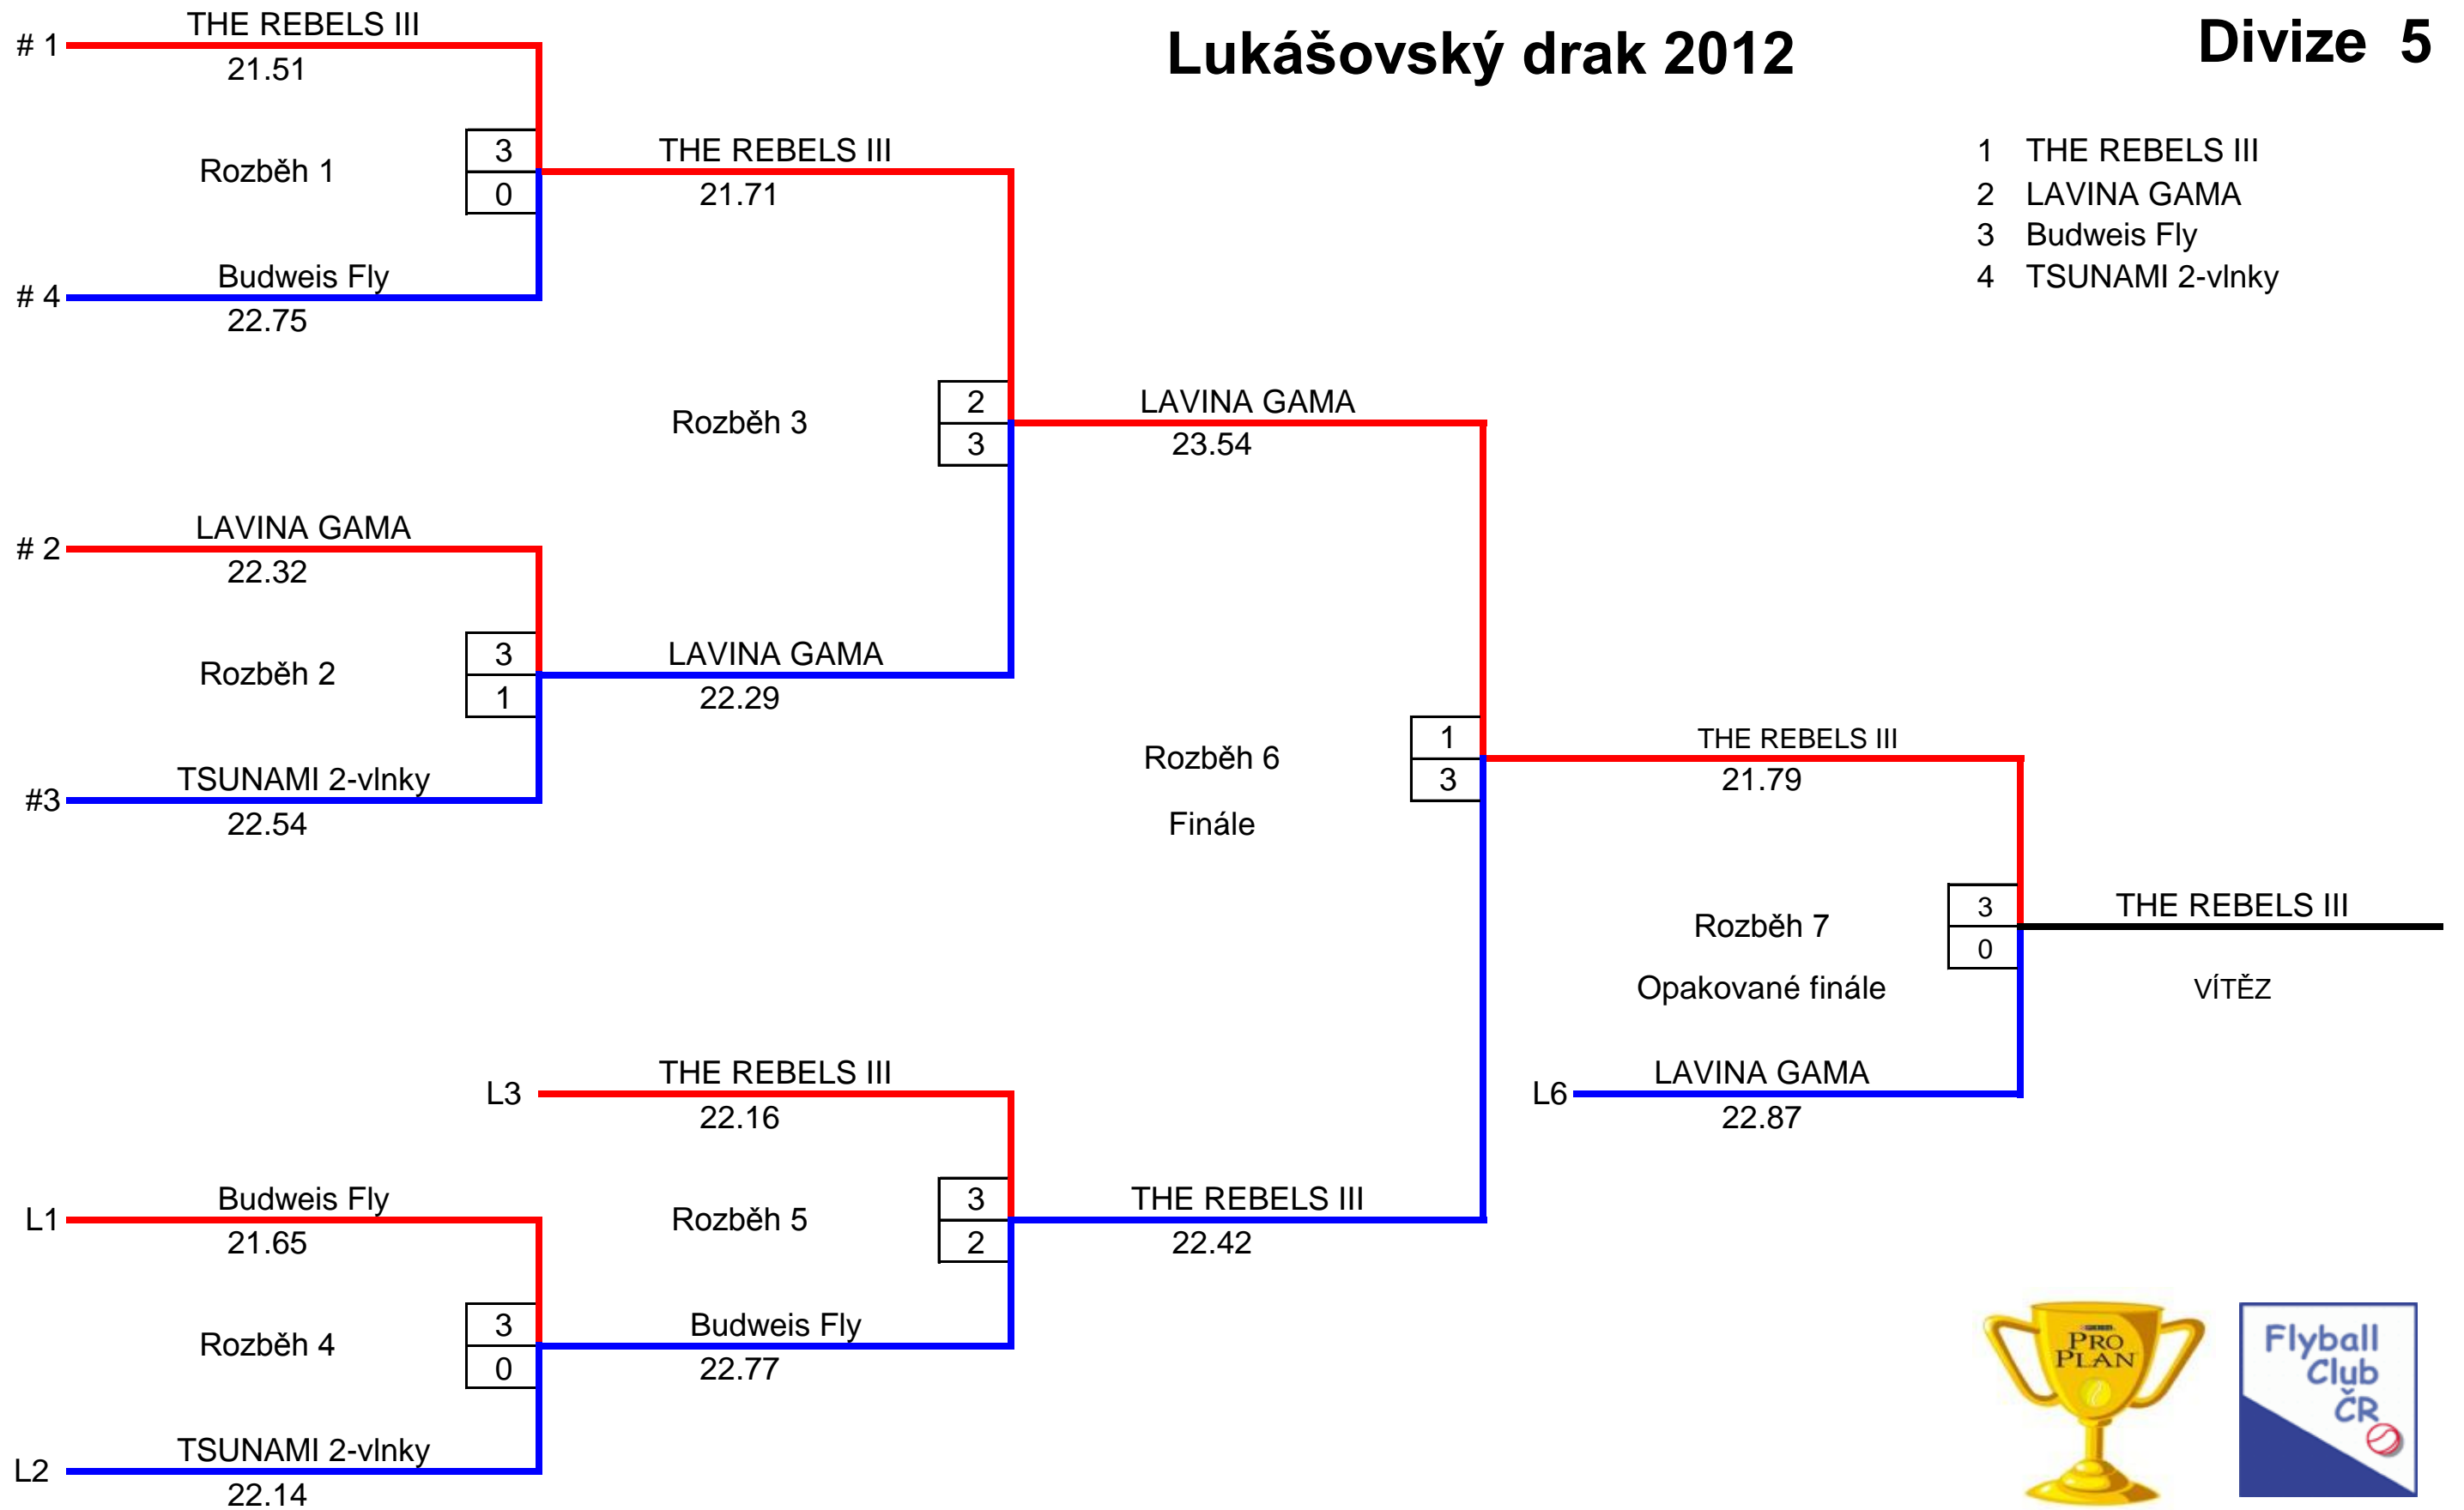 Lukášovský drak 2012
Divize 5
1 THE REBELS III
2 LAVINA GAMA
3 Budweis Fly
4 TSUNAMI 2-vlnky
# 1
THE REBELS III
21.51
Rozběh 1
3
0
# 4
Budweis Fly
22.75
THE REBELS III
21.71
# 2
LAVINA GAMA
22.32
Rozběh 2
3
1
#3
TSUNAMI 2-vlnky
22.54
LAVINA GAMA
22.29
Rozběh 3
2
3
LAVINA GAMA
23.54
Rozběh 6
Finále
1
3
THE REBELS III
21.79
Rozběh 7
Opakované finále
3
0
THE REBELS III
VÍTĚZ
L6
LAVINA GAMA
22.87
L3
THE REBELS III
22.16
Rozběh 5
3
2
THE REBELS III
22.42
L1
Budweis Fly
21.65
Rozběh 4
3
0
Budweis Fly
22.77
L2
TSUNAMI 2-vlnky
22.14
PRO
PLAN
Flyball
Club
ČR